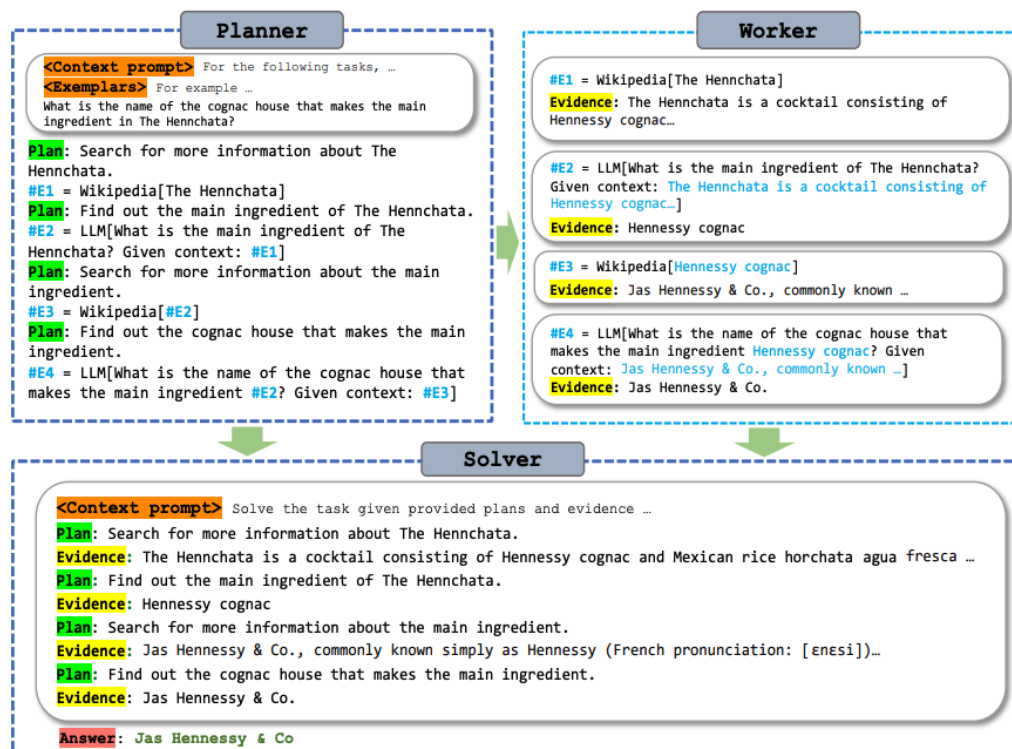 Planner
<Context prompt> For the following tasks, …
<Exemplars> For example …
What is the name of the cognac house that makes the main
ingredient in The Hennchata?
Plan: Search for more information about The
Hennchata.
#E1 = Wikipedia[The Hennchata]
Plan: Find out the main ingredient of The Hennchata.
#E2 = LLM[What is the main ingredient of The
Hennchata? Given context: #E1]
Plan: Search for more information about the main
ingredient.
#E3 = Wikipedia[#E2]
Plan: Find out the cognac house that makes the main
ingredient.
#E4 = LLM[What is the name of the cognac house that
makes the main ingredient #E2? Given context: #E3]
Worker
#E1 = Wikipedia[The Hennchata]
Evidence: The Hennchata is a cocktail consisting of
Hennessy cognac…
#E2 = LLM[What is the main ingredient of The Hennchata?
Given context: The Hennchata is a cocktail consisting of
Hennessy cognac…]
Evidence: Hennessy cognac
#E3 = Wikipedia[Hennessy cognac]
Evidence: Jas Hennessy & Co., commonly known …
#E4 = LLM[What is the name of the cognac house that
makes the main ingredient Hennessy cognac? Given
context: Jas Hennessy & Co., commonly known …]
Evidence: Jas Hennessy & Co.
Solver
<Context prompt> Solve the task given provided plans and evidence …
Plan: Search for more information about The Hennchata.
Evidence: The Hennchata is a cocktail consisting of Hennessy cognac and Mexican rice horchata agua fresca …
Plan: Find out the main ingredient of The Hennchata.
Evidence: Hennessy cognac
Plan: Search for more information about the main ingredient.
Evidence: Jas Hennessy & Co., commonly known simply as Hennessy (French pronunciation: [ɛnɛsi])…
Plan: Find out the cognac house that makes the main ingredient.
Evidence: Jas Hennessy & Co.
Answer: Jas Hennessy & Co